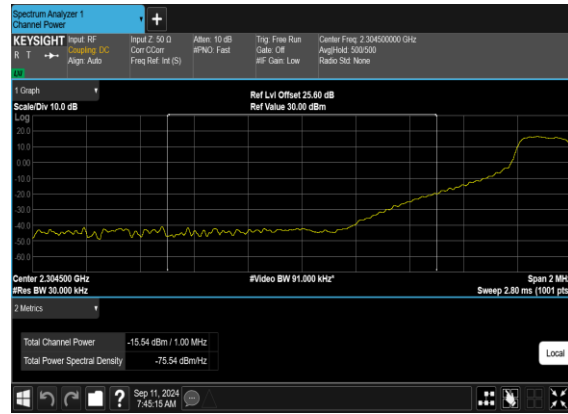 Spectrum Analyzer 1
Channel Power
+
KEYSIGHT Input: RF Input Z: 50 Ω Atten: 10 dB Trig: Free Run Center Freq: 2.304500000 GHz
R T Coupling: DC Corr CCorr #PNO: Fast Gate: Off Avg|Hold: 500/500
Align: Auto Freq Ref: Int (S) #IF Gain: Low Radio Std: None
1 Graph
Ref Lvl Offset 25.60 dB
Scale/Div 10.0 dB Ref Value 30.00 dBm
Log
20.0
10.0
0.00
-10.0
-20.0
-30.0
-40.0
-50.0
-60.0
Center 2.304500 GHz #Video BW 91.000 kHz* Span 2 MHz
#Res BW 30.000 kHz Sweep 2.80 ms (1001 pts
2 Metrics
Total Channel Power -15.54 dBm / 1.00 MHz
Total Power Spectral Density -75.54 dBm/Hz
Local
?
Sep 11, 2024
7:45:15 AM